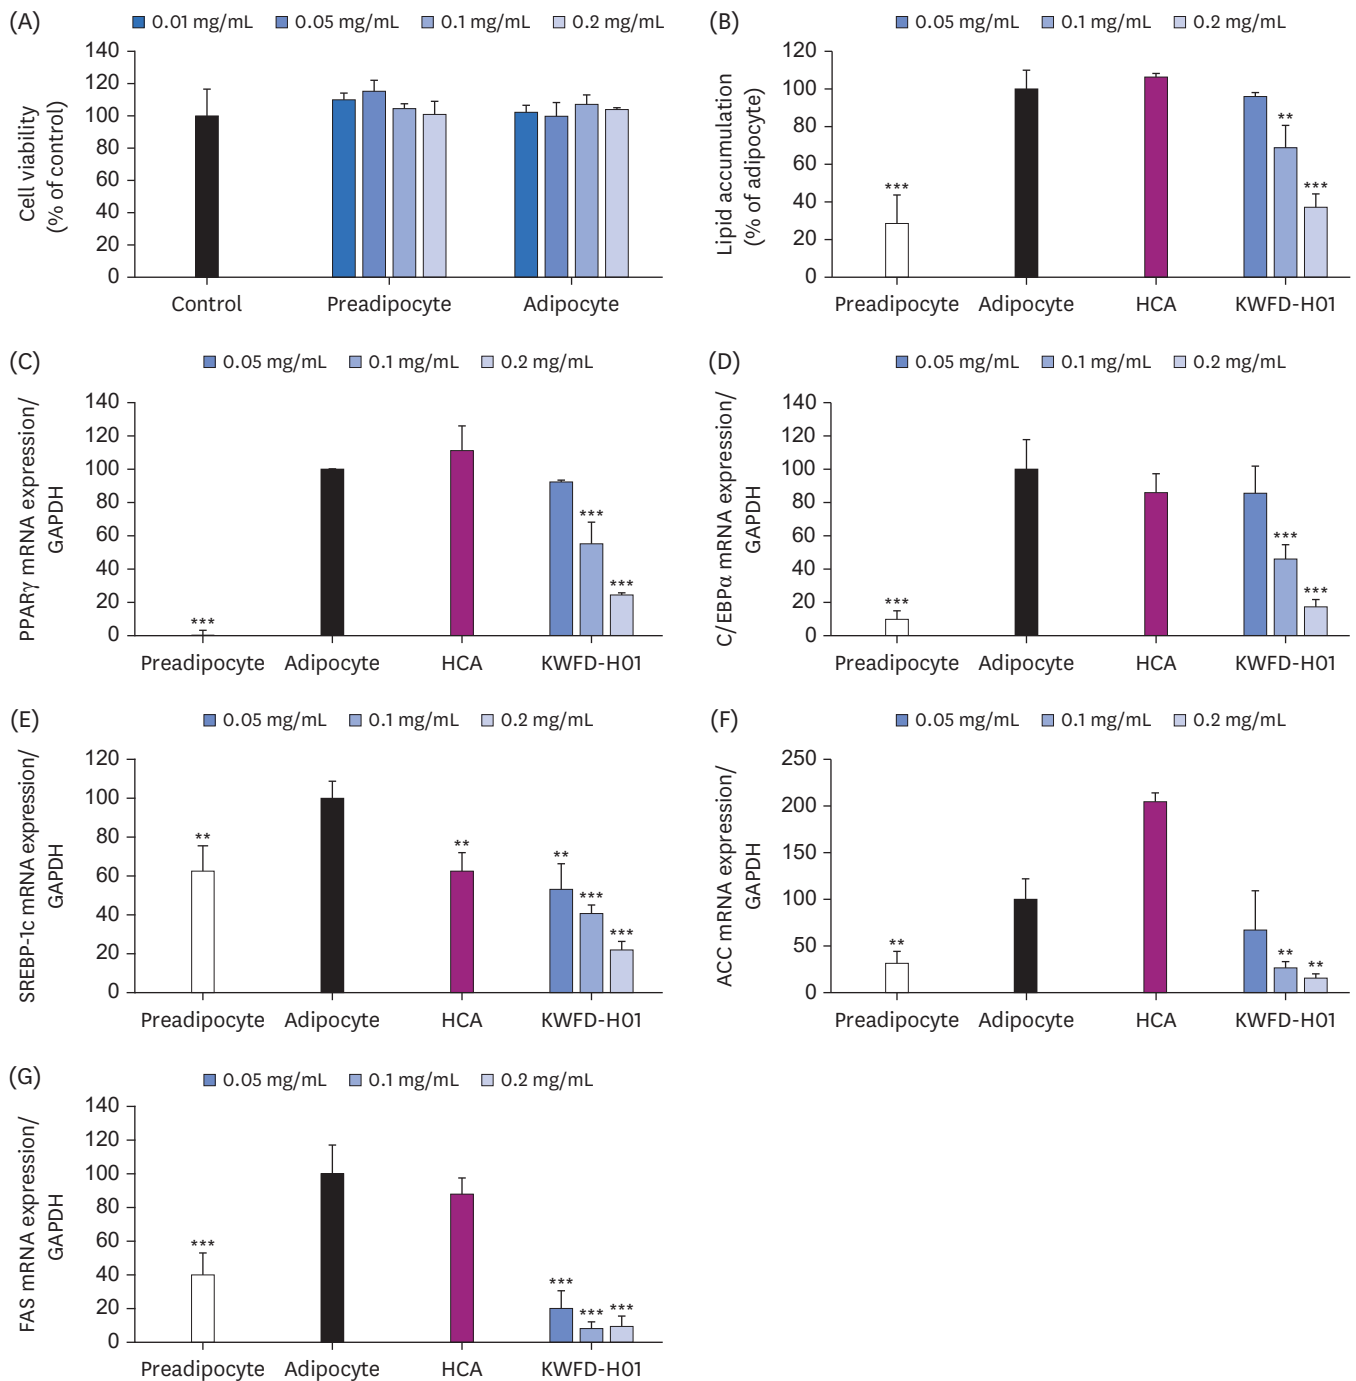 (A)
0.01 mg/mL 0.05 mg/mL 0.1 mg/mL 0.2 mg/mL
Cell viability
(% of control)
140
120
100
80
60
40
20
0
Control Preadipocyte Adipocyte
(B)
0.05 mg/mL 0.1 mg/mL 0.2 mg/mL
Lipid accumulation
(% of adipocyte)
120
100
80
60
40
20
0
***
**
***
Preadipocyte Adipocyte HCA KWFD-H01
(C)
0.05 mg/mL 0.1 mg/mL 0.2 mg/mL
PPARγ mRNA expression/
GAPDH
140
120
100
80
60
40
20
0
***
***
***
Preadipocyte Adipocyte HCA KWFD-H01
(D)
0.05 mg/mL 0.1 mg/mL 0.2 mg/mL
C/EBPα mRNA expression/
GAPDH
140
120
100
80
60
40
20
0
***
***
***
Preadipocyte Adipocyte HCA KWFD-H01
(E)
0.05 mg/mL 0.1 mg/mL 0.2 mg/mL
SREBP-1c mRNA expression/
GAPDH
120
100
80
60
40
20
0
**
**
**
***
***
Preadipocyte Adipocyte HCA KWFD-H01
(F)
0.05 mg/mL 0.1 mg/mL 0.2 mg/mL
ACC mRNA expression/
GAPDH
250
200
150
100
50
0
**
**
**
Preadipocyte Adipocyte HCA KWFD-H01
(G)
0.05 mg/mL 0.1 mg/mL 0.2 mg/mL
FAS mRNA expression/
GAPDH
140
120
100
80
60
40
20
0
***
***
***
***
Preadipocyte Adipocyte HCA KWFD-H01